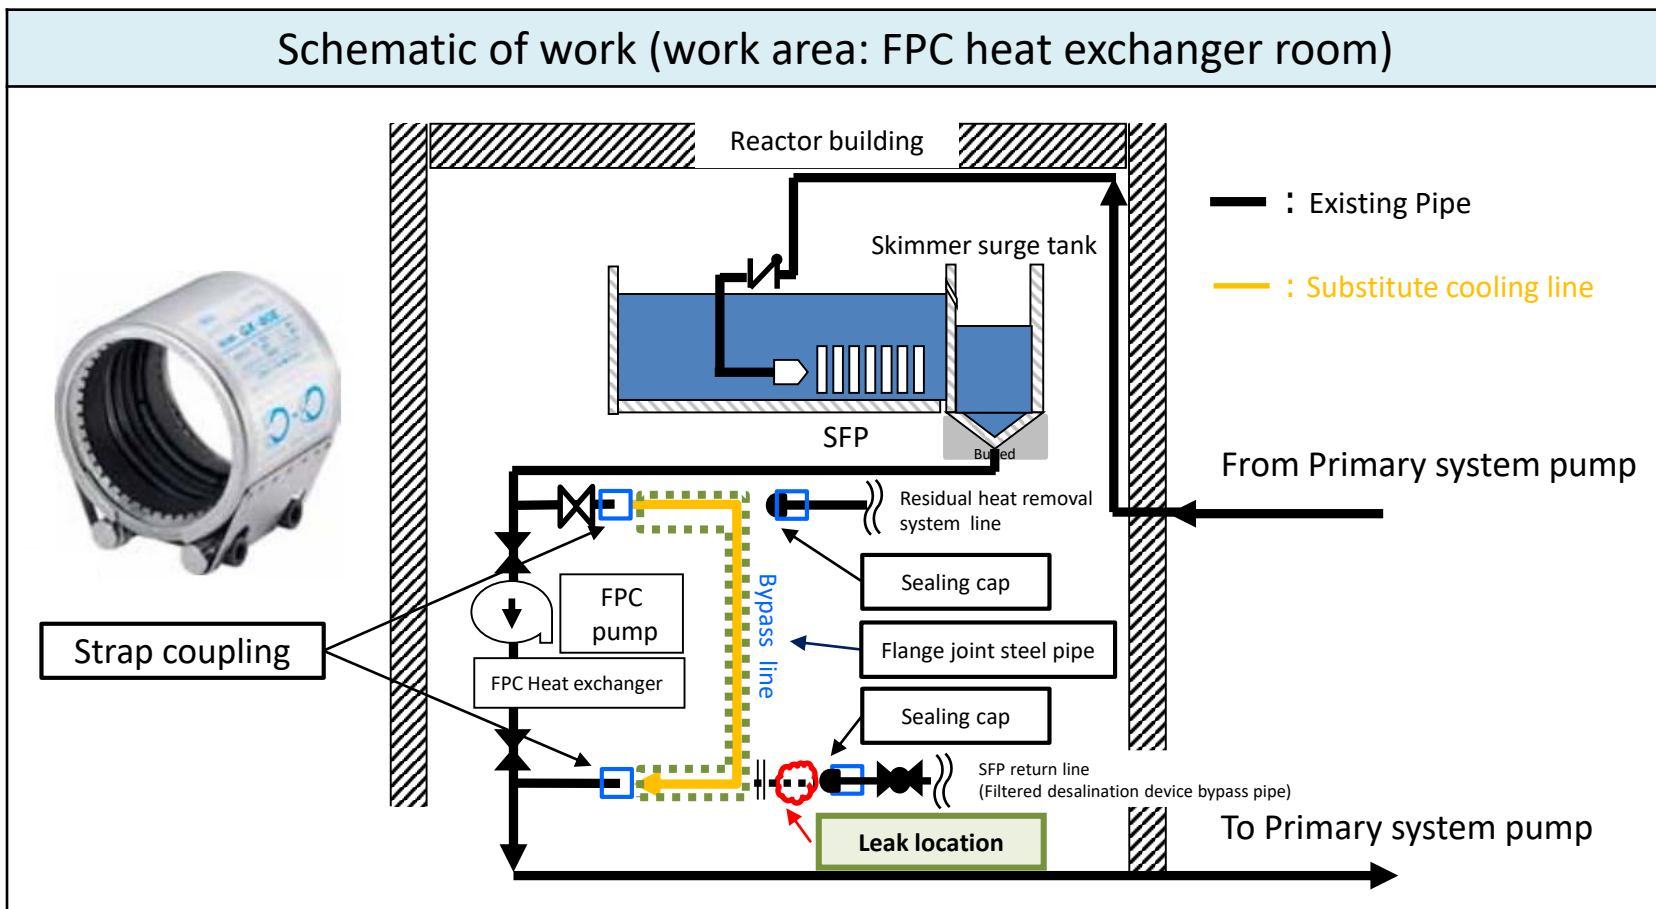 Schematic of work (work area: FPC heat exchanger room)
Reactor building
: Existing Pipe
Skimmer surge tank
: Substitute cooling line
SFP
From Primary system pump
Residual heat removal
system line
Sealing cap
Bypass line
FPC
pump
Strap coupling
Flange joint steel pipe
FPC Heat exchanger
Sealing cap
SFP return line
(Filtered desalination device bypass pipe)
To Primary system pump
Leak location